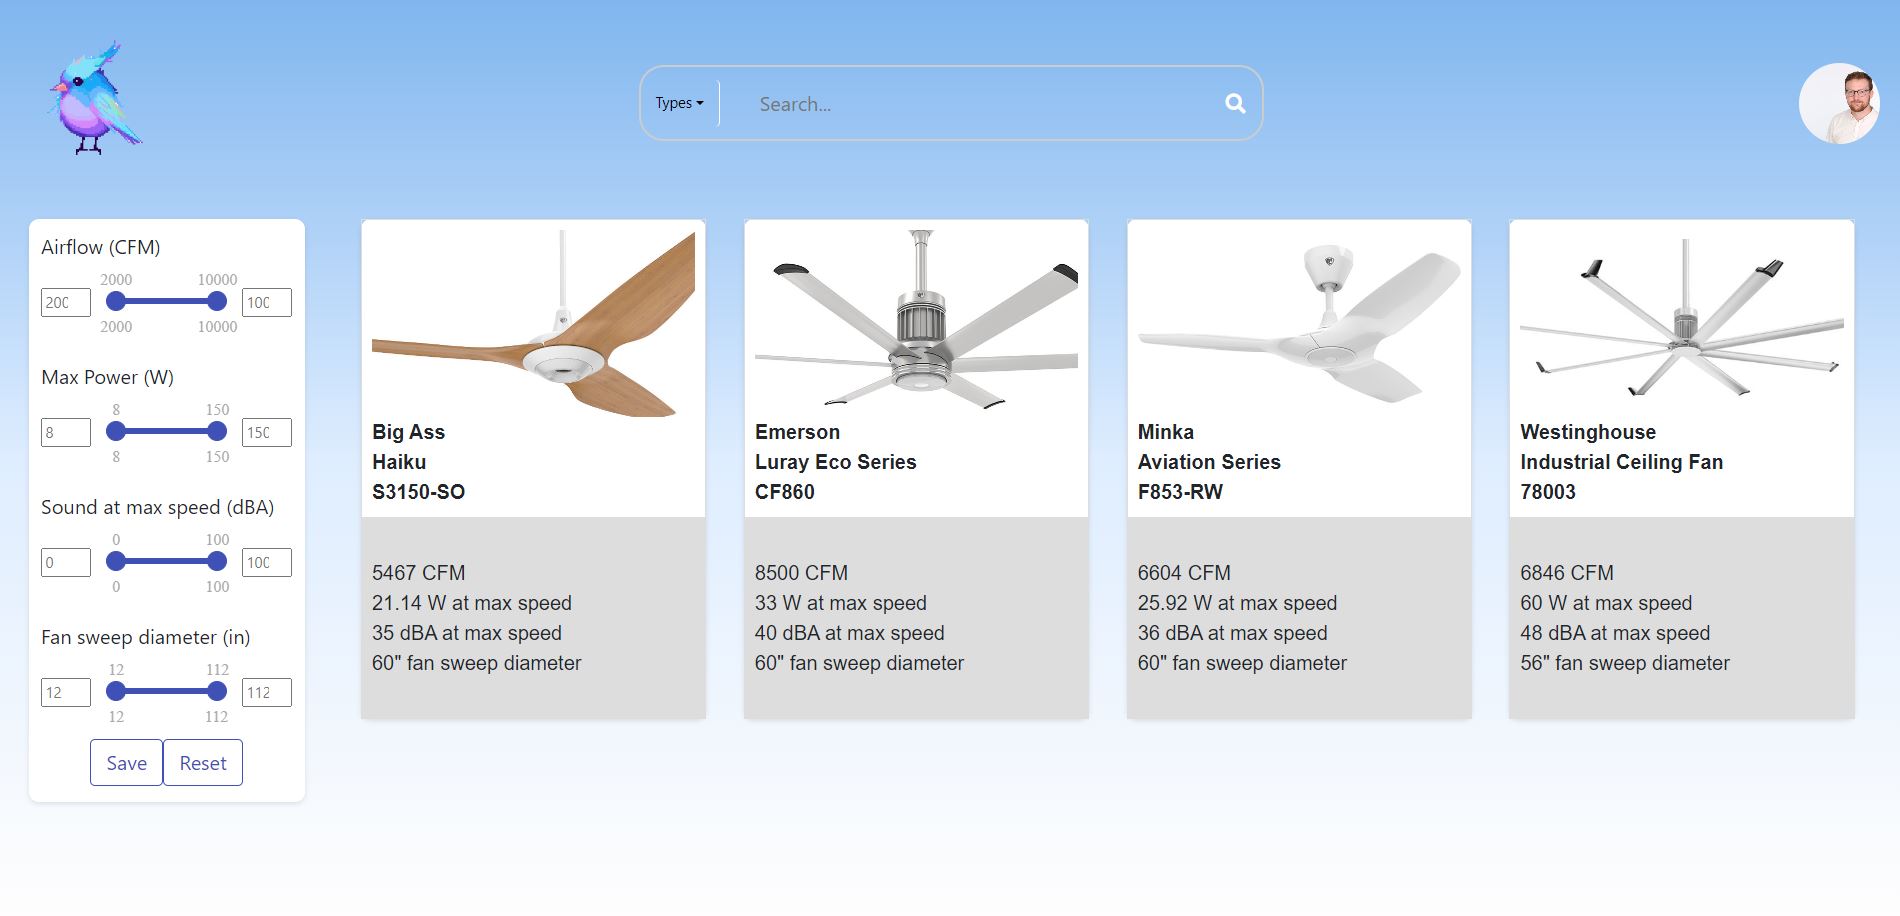 Types
Search...
Airflow (CFM)
2000 10000
200 100
2000 10000
Max Power (W)
8 150
8 150
8 150
Sound at max speed (dBA)
0 100
0 100
0 100
Fan sweep diameter (in)
12 112
12 112
12 112
Save Reset
Big Ass
Haiku
S3150-SO
5467 CFM
21.14 W at max speed
35 dBA at max speed
60" fan sweep diameter
Emerson
Luray Eco Series
CF860
8500 CFM
33 W at max speed
40 dBA at max speed
60" fan sweep diameter
Minka
Aviation Series
F853-RW
6604 CFM
25.92 W at max speed
36 dBA at max speed
60" fan sweep diameter
Westinghouse
Industrial Ceiling Fan
78003
6846 CFM
60 W at max speed
48 dBA at max speed
56" fan sweep diameter